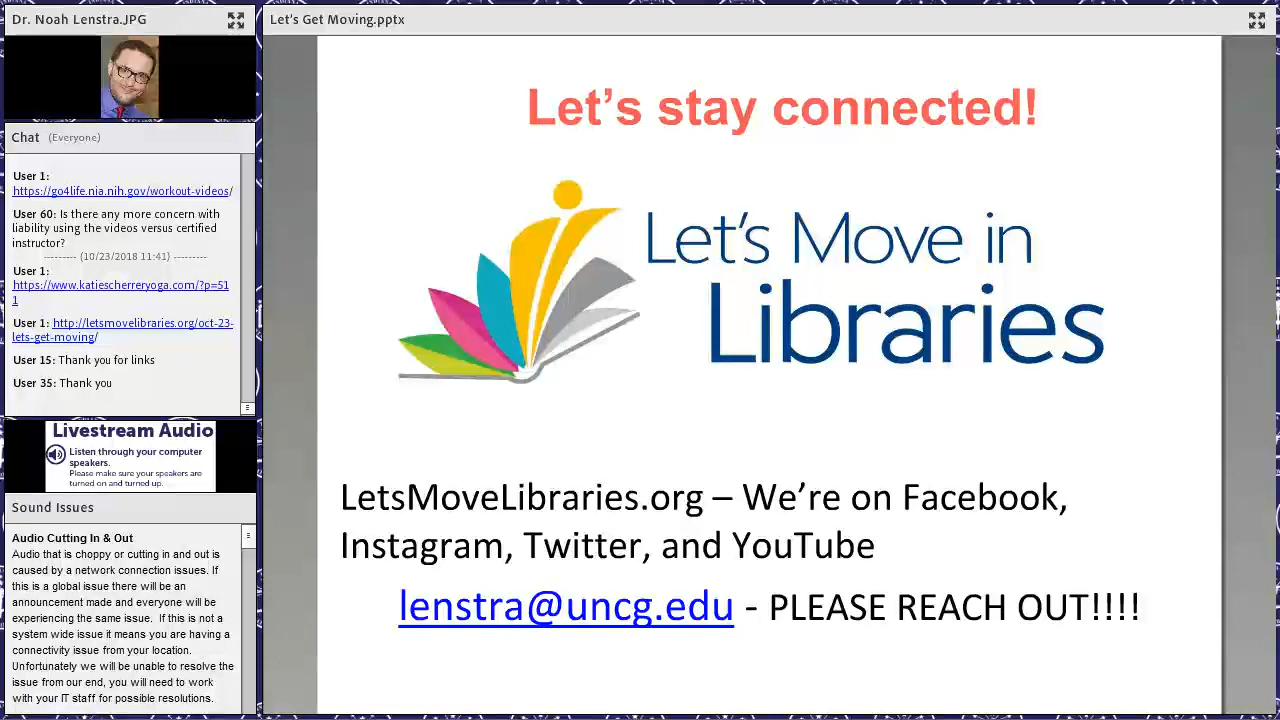 Dr. Noah Lenstra.JPG
Let's Get Moving.pptx
Chat (Everyone)
User 1:
https://go4life.nia.nih.gov/workout-videos/
User 60: Is there any more concern with
liability using the videos versus certified
instructor?
--------- (10/23/2018 11:41) ---------
User 1:
https://www.katiescherreryoga.com/?p=51
1
User 1: http://letsmovelibraries.org/oct-23-
lets-get-moving/
User 15: Thank you for links
User 35: Thank you
Livestream Audio
Listen through your computer
speakers.
Please make sure your speakers are
turned on and turned up.
Sound Issues
Audio Cutting In & Out
Audio that is choppy or cutting in and out is
caused by a network connection issues. If
this is a global issue there will be an
announcement made and everyone will be
experiencing the same issue.  If this is not a
system wide issue it means you are having a
connectivity issue from your location.
Unfortunately we will be unable to resolve the
issue from our end, you will need to work
with your IT staff for possible resolutions.
Let's stay connected!
Let's Move in
Libraries
LetsMoveLibraries.org – We're on Facebook,
Instagram, Twitter, and YouTube
lenstra@uncg.edu - PLEASE REACH OUT!!!!